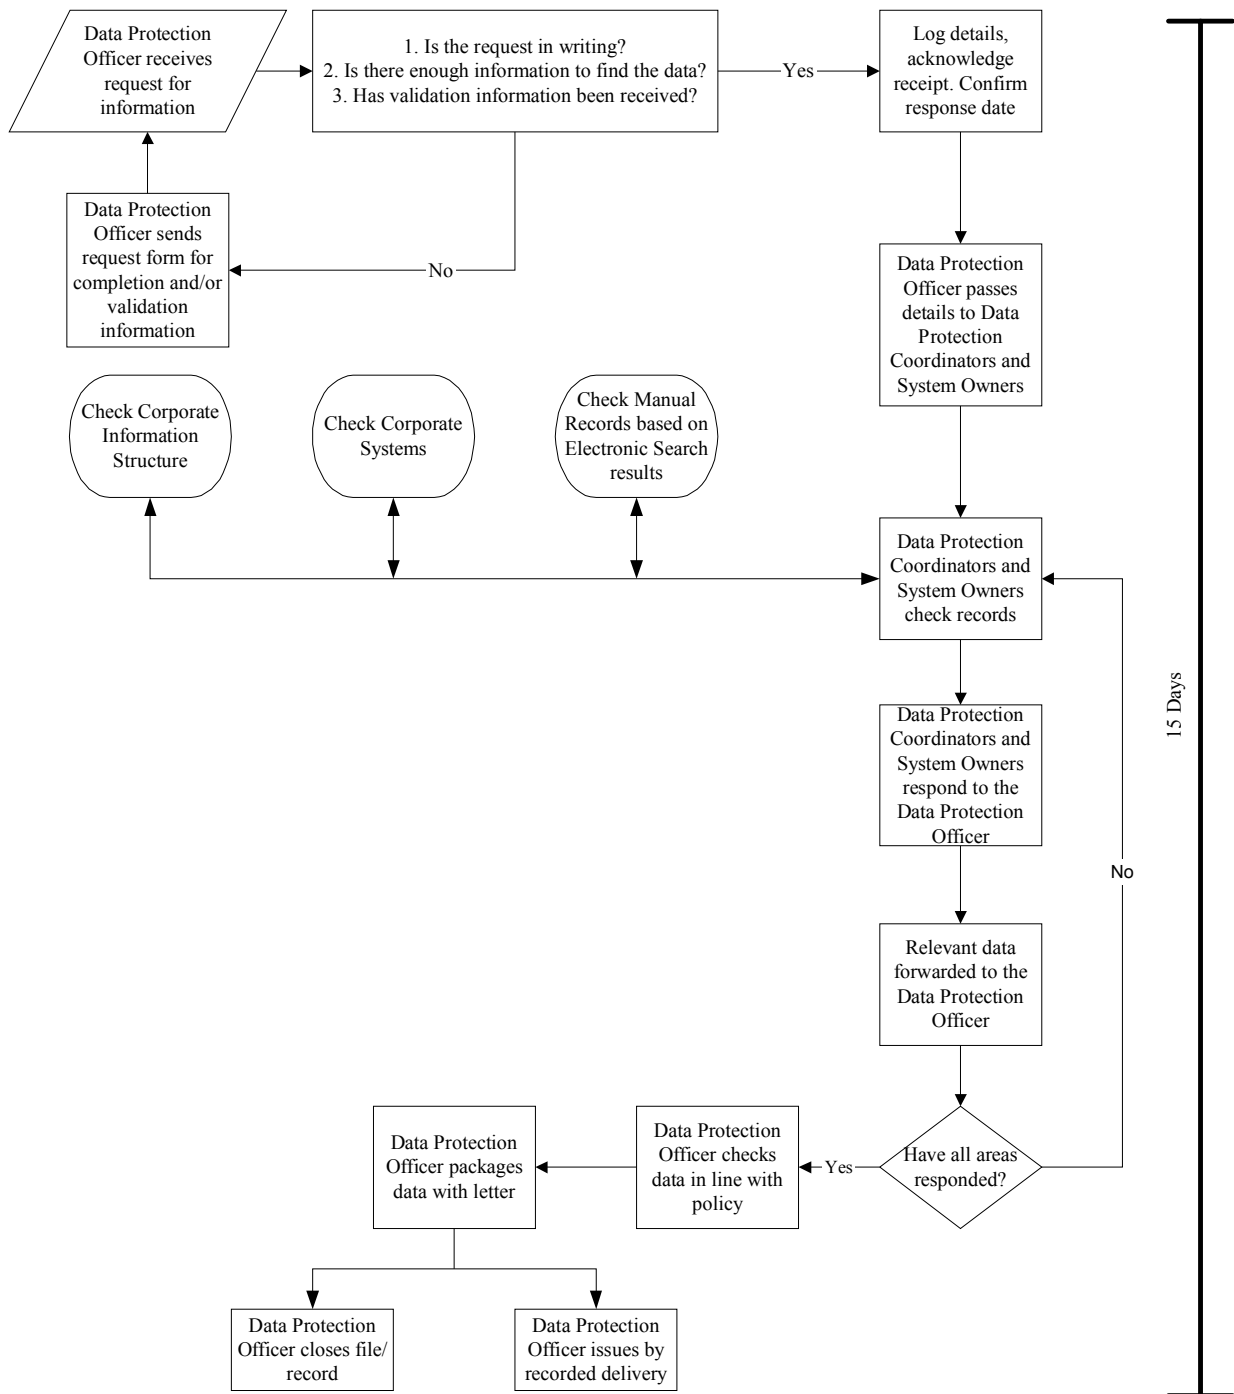 Data Protection
Officer receives
request for
information
1. Is the request in writing?
2. Is there enough information to find the data?
3. Has validation information been received?
Yes
Log details,
acknowledge
receipt. Confirm
response date
Data Protection
Officer sends
request form for
completion and/or
validation
information
No
Data Protection
Officer passes
details to Data
Protection
Coordinators and
System Owners
Check Corporate
Information
Structure
Check Corporate
Systems
Check Manual
Records based on
Electronic Search
results
Data Protection
Coordinators and
System Owners
check records
15 Days
Data Protection
Coordinators and
System Owners
respond to the
Data Protection
Officer
No
Relevant data
forwarded to the
Data Protection
Officer
Have all areas
responded?
Yes
Data Protection
Officer checks
data in line with
policy
Data Protection
Officer packages
data with letter
Data Protection
Officer closes file/
record
Data Protection
Officer issues by
recorded delivery